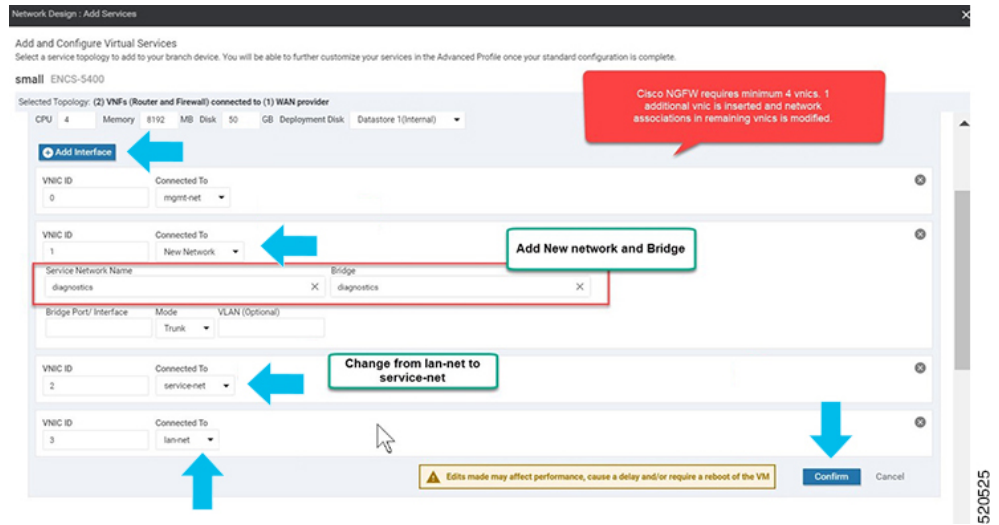 Network Design : Add Services
Add and Configure Virtual Services
Select a service topology to add to your branch device. You will be able to further customize your services in the Advanced Profile once your standard configuration is complete.
small ENCS-5400
Selected Topology: (2) VNFs (Router and Firewall) connected to (1) WAN provider
Cisco NGFW requires minimum 4 vnics. 1
additional vnic is inserted and network
associations in remaining vnics is modified.
CPU 4 Memory 8192 MB Disk 50 GB Deployment Disk Datastore 1(Internal)
Add Interface
VNIC ID Connected To
0 mgmt-net
VNIC ID Connected To
1 New Network
Add New network and Bridge
Service Network Name Bridge
diagnostics diagnostics
Bridge Port/ Interface Mode VLAN (Optional)
Trunk
VNIC ID Connected To
2 service-net
Change from lan-net to
service-net
VNIC ID Connected To
3 lan-net
Edits made may affect performance, cause a delay and/or require a reboot of the VM
Confirm Cancel
520525